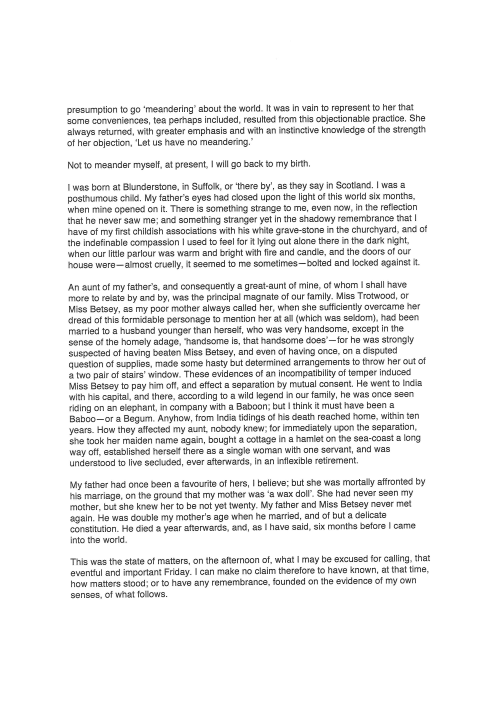 presumption to go ‘meandering’ about the world. It was in vain to represent to her that
some conveniences, tea perhaps included, resulted from this objectionable practice. She
always returned, with greater emphasis and with an instinctive knowledge of the strength
of her objection, ‘Let us have no meandering.’
Not to meander myself, at present, I will go back to my birth.
I was born at Blunderstone, in Suffolk, or ‘there by’, as they say in Scotland. I was a
posthumous child. My father’s eyes had closed upon the light of this world six months,
when mine opened on it. There is something strange to me, even now, in the reflection
that he never saw me; and something stranger yet in the shadowy remembrance that I
have of my first childish associations with his white grave-stone in the churchyard, and of
the indefinable compassion I used to feel for it lying out alone there in the dark night,
when our little parlour was warm and bright with fire and candle, and the doors of our
house were—almost cruelly, it seemed to me sometimes—bolted and locked against it.
An aunt of my father’s, and consequently a great-aunt of mine, of whom I shall have
more to relate by and by, was the principal magnate of our family. Miss Trotwood, or
Miss Betsey, as my poor mother always called her, when she sufficiently overcame her
dread of this formidable personage to mention her at all (which was seldom), had been
married to a husband younger than herself, who was very handsome, except in the
sense of the homely adage, ‘handsome is, that handsome does’—for he was strongly
suspected of having beaten Miss Betsey, and even of having once, on a disputed
question of supplies, made some hasty but determined arrangements to throw her out of
a two pair of stairs’ window. These evidences of an incompatibility of temper induced
Miss Betsey to pay him off, and effect a separation by mutual consent. He went to India
with his capital, and there, according to a wild legend in our family, he was once seen
riding on an elephant, in company with a Baboon; but I think it must have been a
Baboo—or a Begum. Anyhow, from India tidings of his death reached home, within ten
years. How they affected my aunt, nobody knew; for immediately upon the separation,
she took her maiden name again, bought a cottage in a hamlet on the sea-coast a long
way off, established herself there as a single woman with one servant, and was
understood to live secluded, ever afterwards, in an inflexible retirement.
My father had once been a favourite of hers, I believe; but she was mortally affronted by
his marriage, on the ground that my mother was ‘a wax doll’. She had never seen my
mother, but she knew her to be not yet twenty. My father and Miss Betsey never met
again. He was double my mother’s age when he married, and of but a delicate
constitution. He died a year afterwards, and, as I have said, six months before I came
into the world.
This was the state of matters, on the afternoon of, what I may be excused for calling, that
eventful and important Friday. I can make no claim therefore to have known, at that time,
how matters stood; or to have any remembrance, founded on the evidence of my own
senses, of what follows.